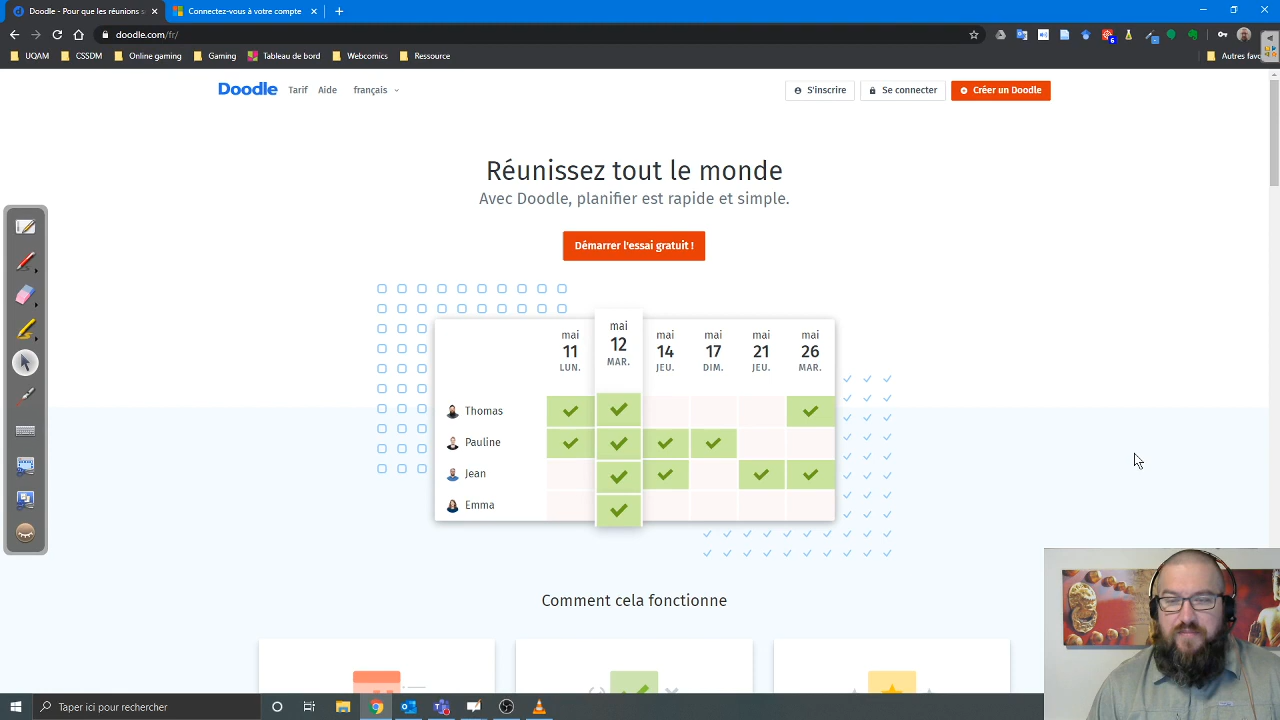 Doodle - Pour que les réunions s
Connectez-vous à votre compte
doodle.com/fr/
UQAM
CSSDM
Online gaming
Gaming
Tableau de bord
Webcomics
Ressource
6
Autres favo
Doodle
Tarif
Aide
français
S'inscrire
Se connecter
Créer un Doodle
Réunissez tout le monde
Avec Doodle, planifier est rapide et simple.
Démarrer l'essai gratuit !
mai
11
LUN.
mai
12
MAR.
mai
14
JEU.
mai
17
DIM.
mai
21
JEU.
mai
26
MAR.
Thomas
Pauline
Jean
Emma
Comment cela fonctionne
Taper ici pour rechercher